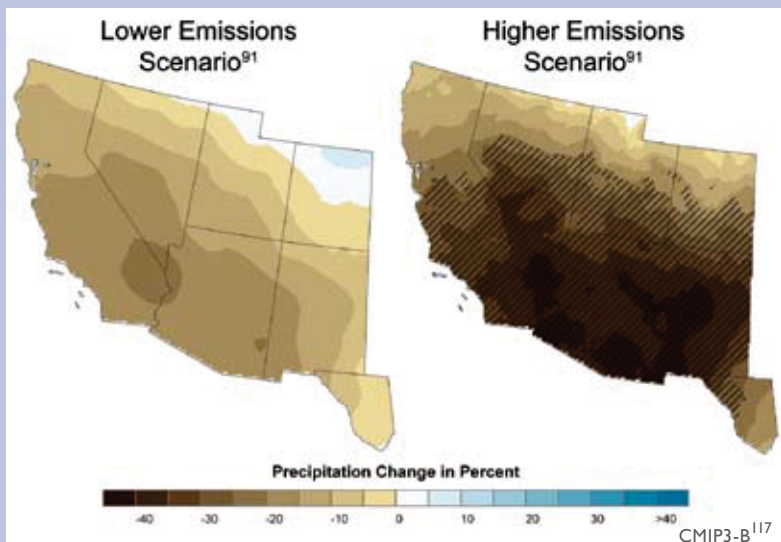 Lower Emissions
Scenario91
Higher Emissions
Scenario91
Precipitation Change in Percent
-40 -30 -20 -10 0 10 20 30 >40
CMIP3-B117